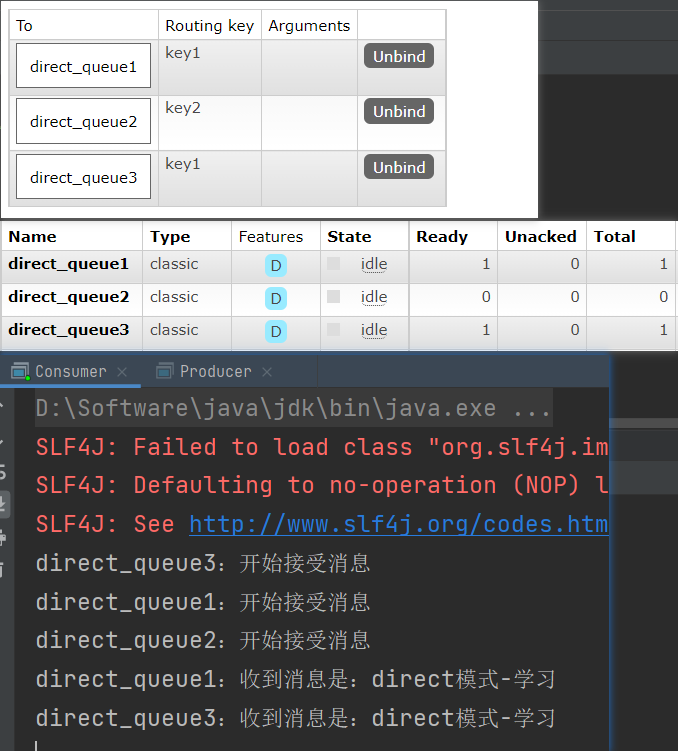 To Routing key Arguments
direct_queue1 key1 Unbind
direct_queue2 key2 Unbind
direct_queue3 key1 Unbind
Name Type Features State Ready Unacked Total
direct_queue1 classic D idle 1 0 1
direct_queue2 classic D idle 0 0 0
direct_queue3 classic D idle 1 0 1
Consumer Producer
D:\Software\java\jdk\bin\java.exe ...
SLF4J: Failed to load class "org.slf4j.im
SLF4J: Defaulting to no-operation (NOP) l
SLF4J: See http://www.slf4j.org/codes.htm
direct_queue3：开始接受消息
direct_queue1：开始接受消息
direct_queue2：开始接受消息
direct_queue1：收到消息是：direct模式-学习
direct_queue3：收到消息是：direct模式-学习